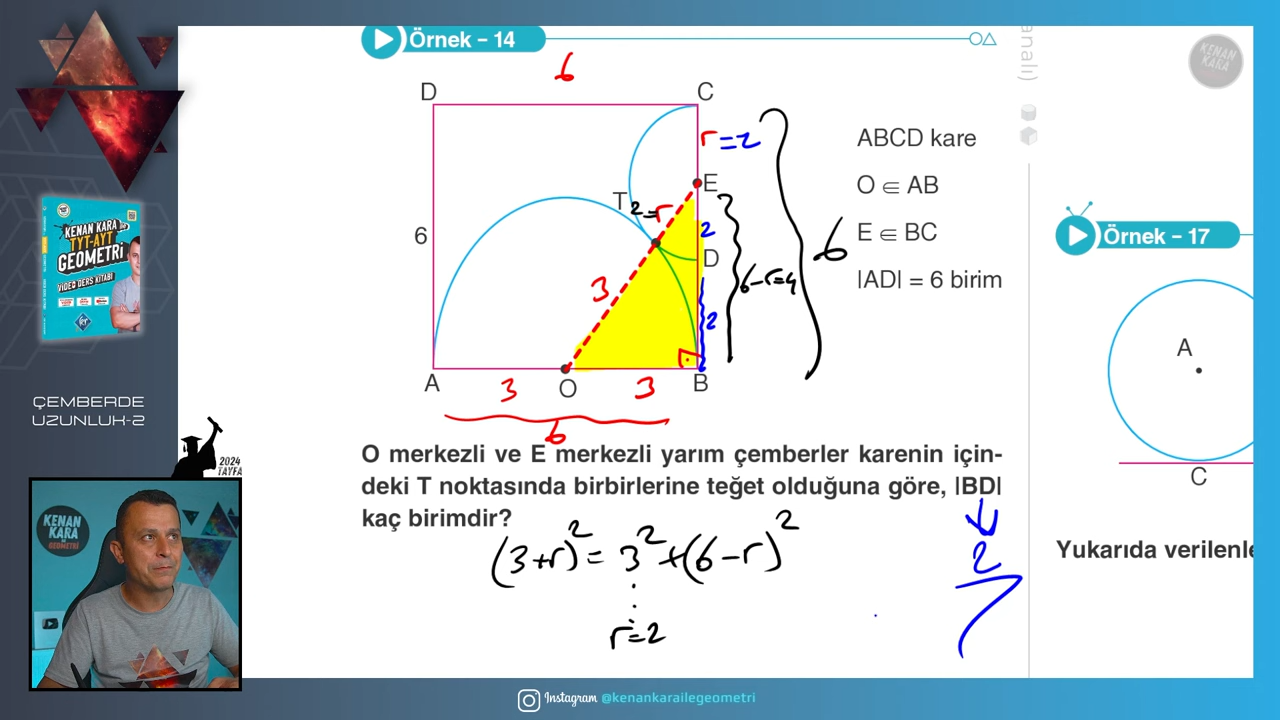 Örnek – 14
6
D
C
r=2
E
T
2=r
2
D
6
3
6-r=4
2
6
A
3
O
3
B
6
ABCD kare
O ∈ AB
E ∈ BC
|AD| = 6 birim
O merkezli ve E merkezli yarım çemberler karenin için-
deki T noktasında birbirlerine teğet olduğuna göre, |BD|
kaç birimdir?
(3+r)² = 3² + (6-r)²
r=2
2
analı)
KENAN
KARA
Örnek – 17
A
C
Yukarıda verilenle
KENAN KARA
TYT-AYT
GEOMETRİ
VİDEO DERS KİTABI
ÇEMBERDE
UZUNLUK-2
2024
TAYFA
KENAN
KARA
GEOMETRİ
Instagram @kenankarailegeometri